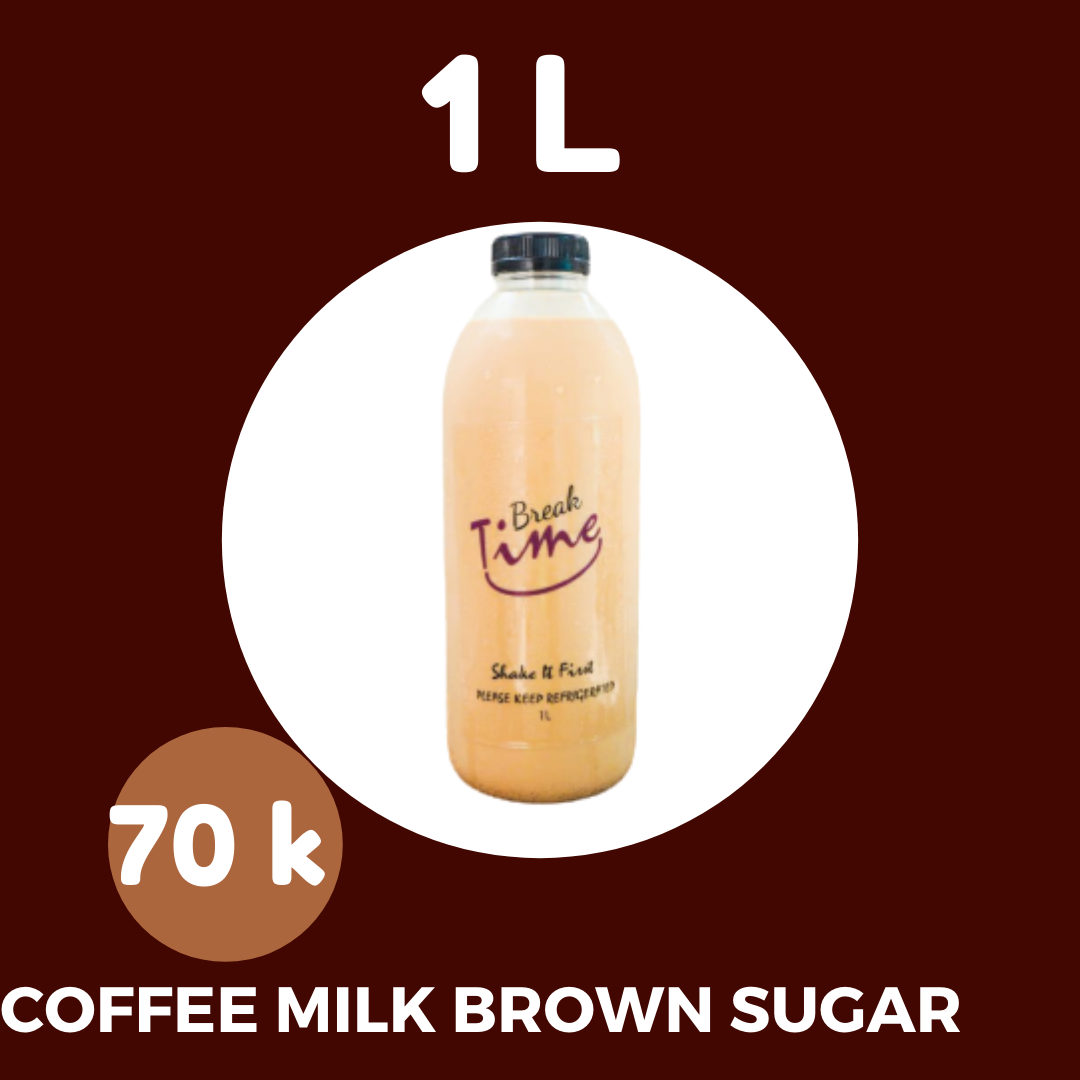 1 L
Break
Time
Shake It First
PLEASE KEEP REFRIGERATED
1L
70 k
COFFEE MILK BROWN SUGAR